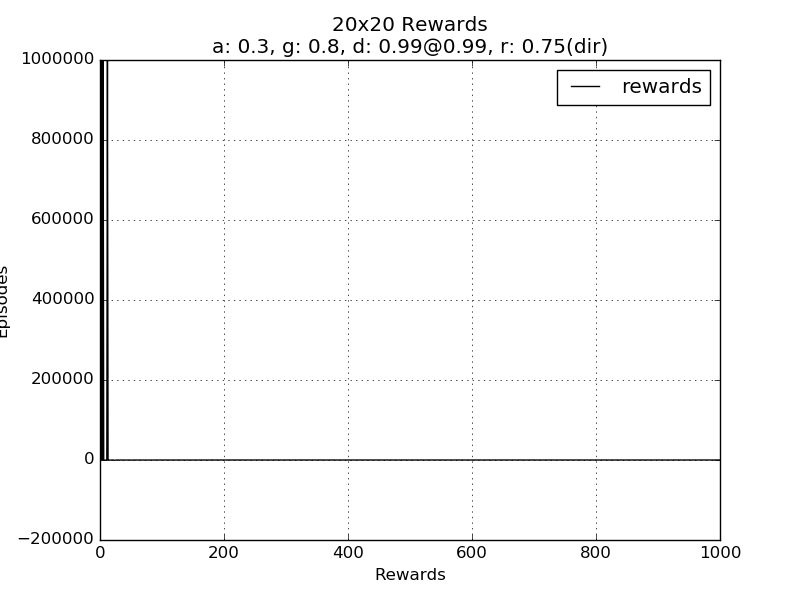 20x20 Rewards
a: 0.3, g: 0.8, d: 0.99@0.99, r: 0.75(dir)
1000000
800000
600000
400000
200000
0
−200000
Episodes
rewards
0 200 400 600 800 1000
Rewards